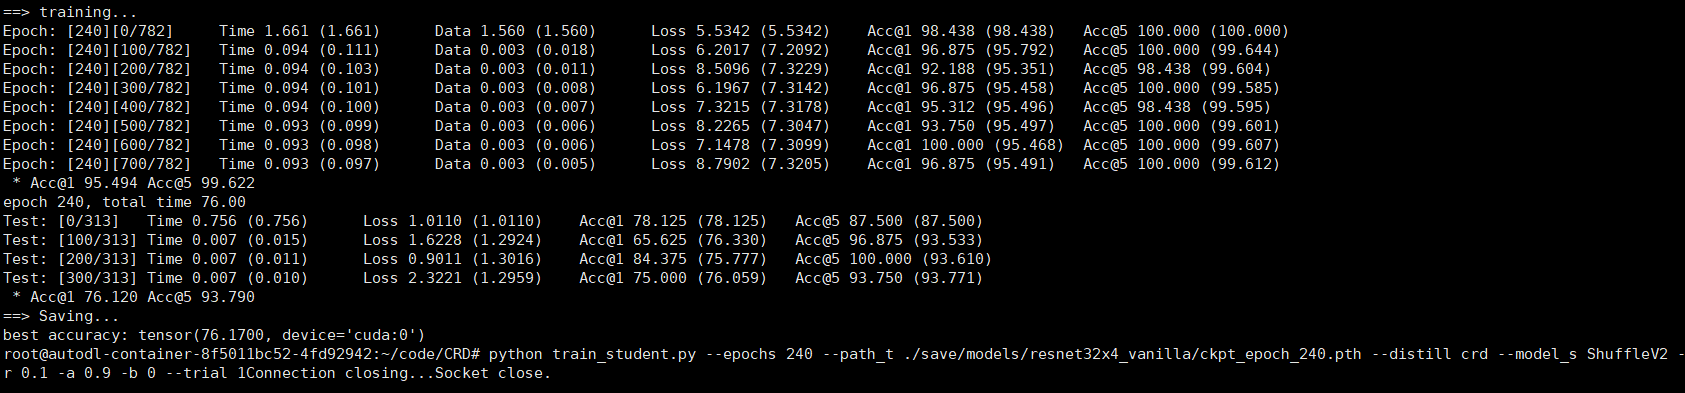 ==> training...
Epoch: [240][0/782]	Time 1.661 (1.661)	Data 1.560 (1.560)	Loss 5.5342 (5.5342)	Acc@1 98.438 (98.438)	Acc@5 100.000 (100.000)
Epoch: [240][100/782]	Time 0.094 (0.111)	Data 0.003 (0.018)	Loss 6.2017 (7.2092)	Acc@1 96.875 (95.792)	Acc@5 100.000 (99.644)
Epoch: [240][200/782]	Time 0.094 (0.103)	Data 0.003 (0.011)	Loss 8.5096 (7.3229)	Acc@1 92.188 (95.351)	Acc@5 98.438 (99.604)
Epoch: [240][300/782]	Time 0.094 (0.101)	Data 0.003 (0.008)	Loss 6.1967 (7.3142)	Acc@1 96.875 (95.458)	Acc@5 100.000 (99.585)
Epoch: [240][400/782]	Time 0.094 (0.100)	Data 0.003 (0.007)	Loss 7.3215 (7.3178)	Acc@1 95.312 (95.496)	Acc@5 98.438 (99.595)
Epoch: [240][500/782]	Time 0.093 (0.099)	Data 0.003 (0.006)	Loss 8.2265 (7.3047)	Acc@1 93.750 (95.497)	Acc@5 100.000 (99.601)
Epoch: [240][600/782]	Time 0.093 (0.098)	Data 0.003 (0.006)	Loss 7.1478 (7.3099)	Acc@1 100.000 (95.468)	Acc@5 100.000 (99.607)
Epoch: [240][700/782]	Time 0.093 (0.097)	Data 0.003 (0.005)	Loss 8.7902 (7.3205)	Acc@1 96.875 (95.491)	Acc@5 100.000 (99.612)
 * Acc@1 95.494 Acc@5 99.622
epoch 240, total time 76.00
Test: [0/313]	Time 0.756 (0.756)	Loss 1.0110 (1.0110)	Acc@1 78.125 (78.125)	Acc@5 87.500 (87.500)
Test: [100/313]	Time 0.007 (0.015)	Loss 1.6228 (1.2924)	Acc@1 65.625 (76.330)	Acc@5 96.875 (93.533)
Test: [200/313]	Time 0.007 (0.011)	Loss 0.9011 (1.3016)	Acc@1 84.375 (75.777)	Acc@5 100.000 (93.610)
Test: [300/313]	Time 0.007 (0.010)	Loss 2.3221 (1.2959)	Acc@1 75.000 (76.059)	Acc@5 93.750 (93.771)
 * Acc@1 76.120 Acc@5 93.790
==> Saving...
best accuracy: tensor(76.1700, device='cuda:0')
root@autodl-container-8f5011bc52-4fd92942:~/code/CRD# python train_student.py --epochs 240 --path_t ./save/models/resnet32x4_vanilla/ckpt_epoch_240.pth --distill crd --model_s ShuffleV2 -
r 0.1 -a 0.9 -b 0 --trial 1Connection closing...Socket close.